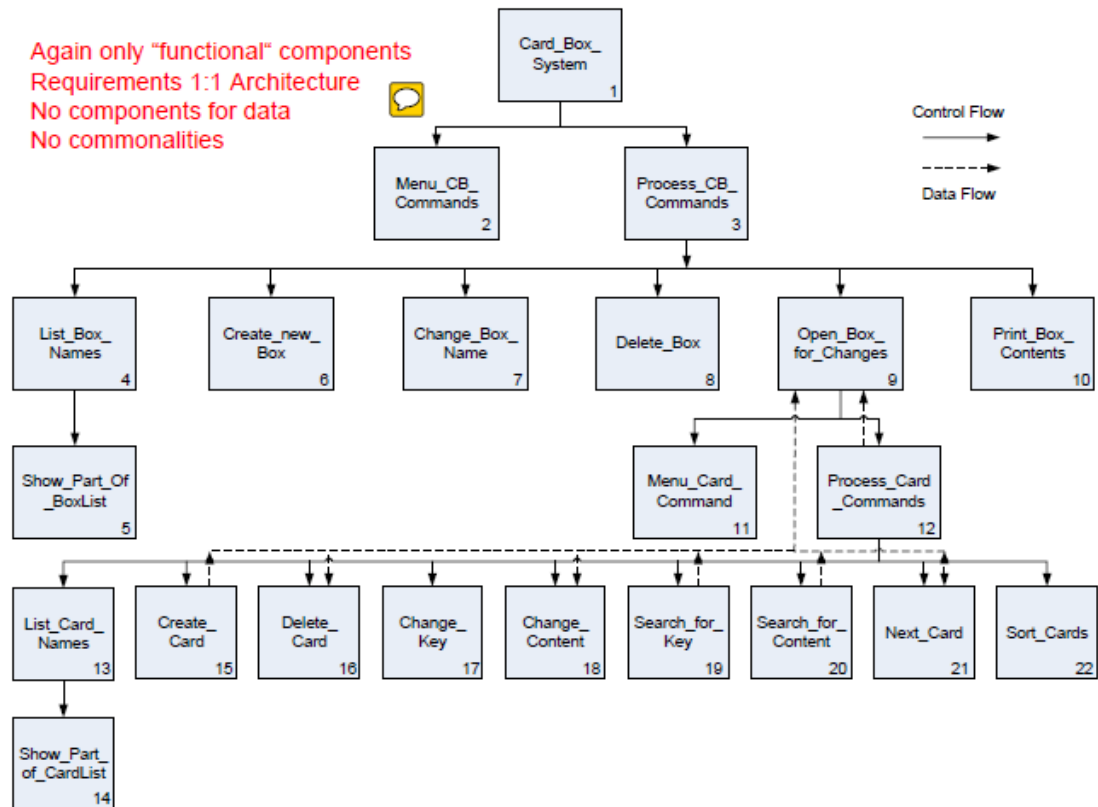 Again only “functional“ components
Requirements 1:1 Architecture
No components for data
No commonalities
Card_Box_
System
1
Control Flow
Data Flow
Menu_CB_
Commands
2
Process_CB_
Commands
3
List_Box_
Names
4
Create_new_
Box
6
Change_Box_
Name
7
Delete_Box
8
Open_Box_
for_Changes
9
Print_Box_
Contents
10
Show_Part_Of
_BoxList
5
Menu_Card_
Command
11
Process_Card
_Commands
12
List_Card_
Names
13
Create_
Card
15
Delete_
Card
16
Change_
Key
17
Change_
Content
18
Search_for_
Key
19
Search_for_
Content
20
Next_Card
21
Sort_Cards
22
Show_Part_
of_CardList
14